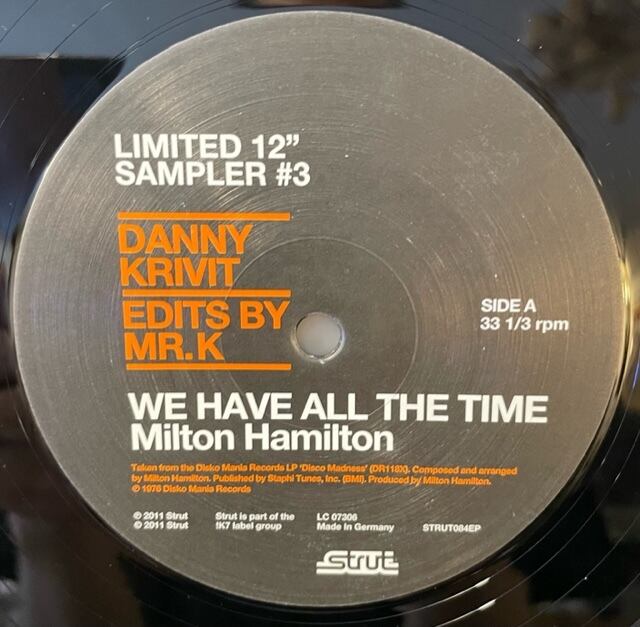 LIMITED 12”
SAMPLER #3
DANNY
KRIVIT
EDITS BY
MR.K
SIDE A
33 1/3 rpm
WE HAVE ALL THE TIME
Milton Hamilton
Taken from the Disko Mania Records LP 'Disco Madness' (DR118X). Composed and arranged
by Milton Hamilton. Published by Staphi Tunes, Inc. (BMI). Produced by Milton Hamilton.
℗ 1976 Disko Mania Records
℗ 2011 Strut
© 2011 Strut
Strut is part of the
!K7 label group
LC 07306
Made in Germany
STRUT084EP
Strut